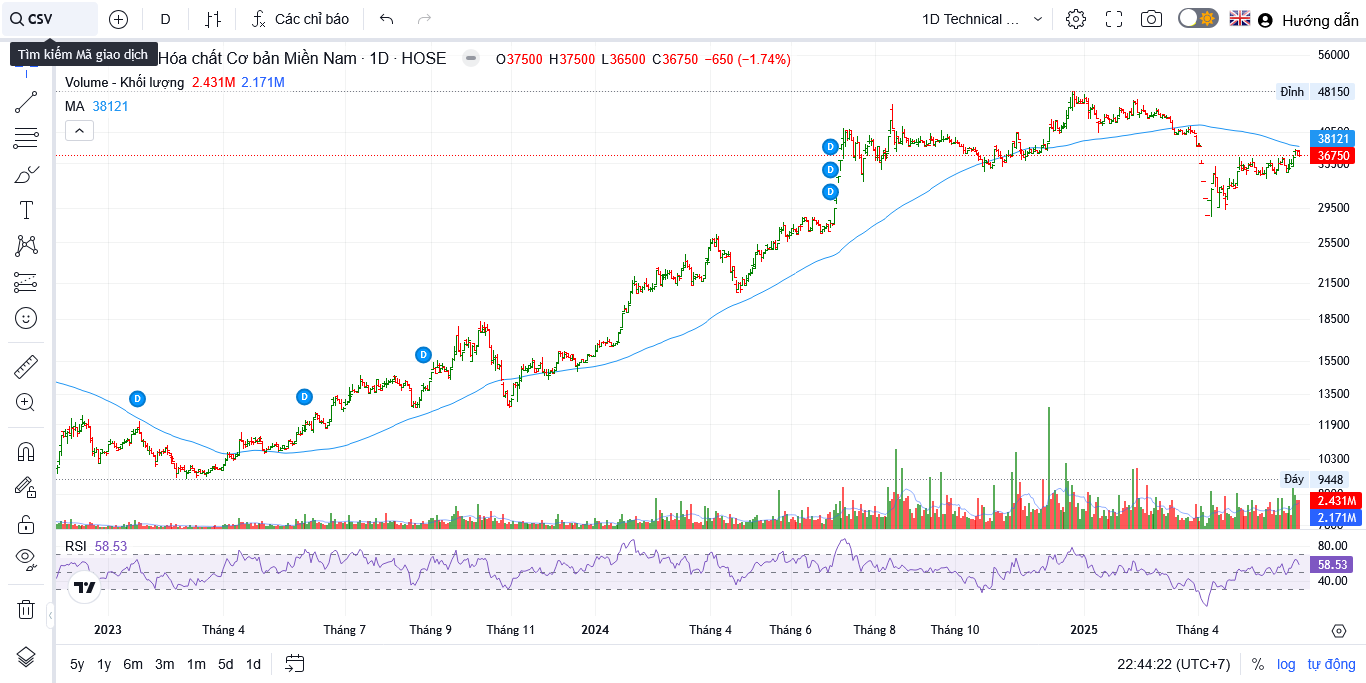 CSV
D
Các chỉ báo
1D Technical ...
Hướng dẫn
Tìm kiếm Mã giao dịch
Hóa chất Cơ bản Miền Nam · 1D · HOSE
O37500 H37500 L36500 C36750 −650 (−1.74%)
Volume - Khối lượng 2.431M 2.171M
MA 38121
56000
Đỉnh 48150
38121
36750
29500
25500
21500
18500
15500
13500
11900
10300
Đáy 9448
2.431M
2.171M
D
D
D
D
D
D
RSI 58.53
80.00
58.53
40.00
2023 Tháng 4 Tháng 7 Tháng 9 Tháng 11 2024 Tháng 4 Tháng 6 Tháng 8 Tháng 10 2025 Tháng 4
5y 1y 6m 3m 1m 5d 1d
22:44:22 (UTC+7) % log tự động